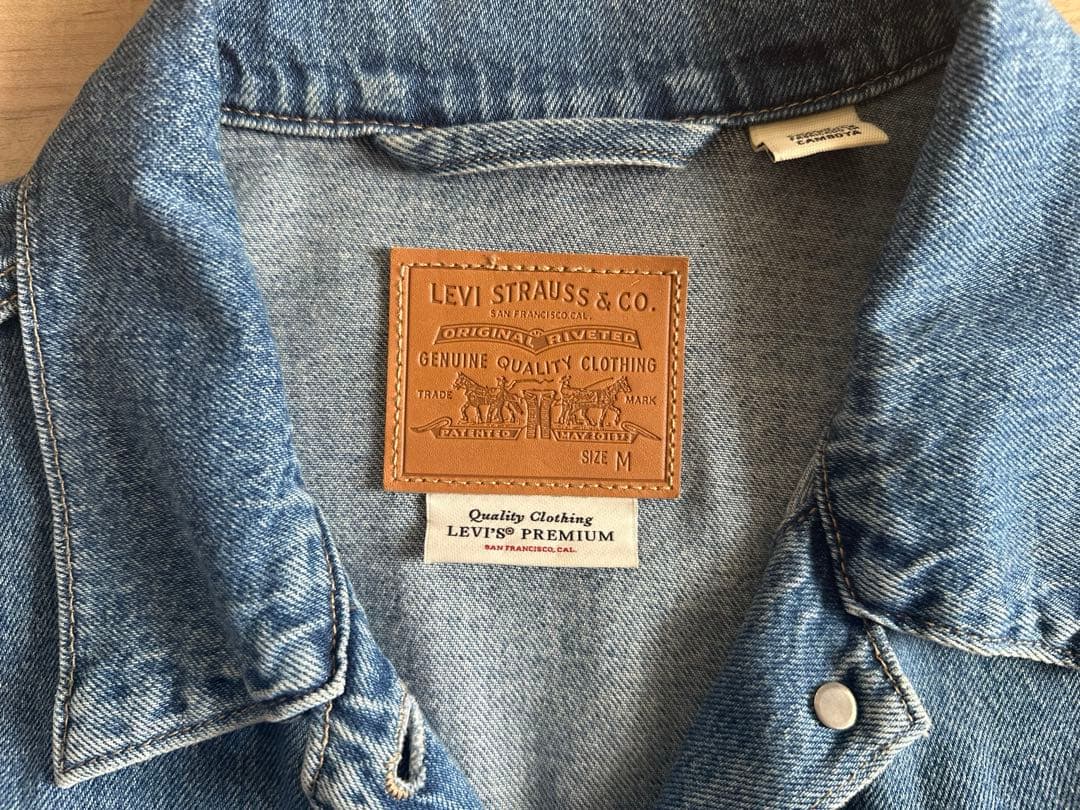 CAMBOYA
LEVI STRAUSS & CO.
SAN FRANCISCO, CAL.
ORIGINAL RIVETED
GENUINE QUALITY CLOTHING
TRADE MARK
PATENTED MAY 20 1873
SIZE M
Quality Clothing
LEVI'S® PREMIUM
SAN FRANCISCO, CAL.